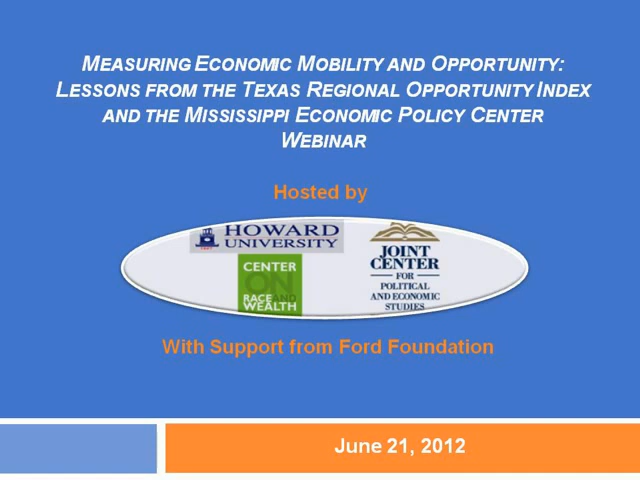 MEASURING ECONOMIC MOBILITY AND OPPORTUNITY:
LESSONS FROM THE TEXAS REGIONAL OPPORTUNITY INDEX
AND THE MISSISSIPPI ECONOMIC POLICY CENTER
WEBINAR
Hosted by
HOWARD
UNIVERSITY
CENTER
ON
RACE AND
WEALTH
JOINT
CENTER
FOR
POLITICAL
AND ECONOMIC
STUDIES
With Support from Ford Foundation
June 21, 2012